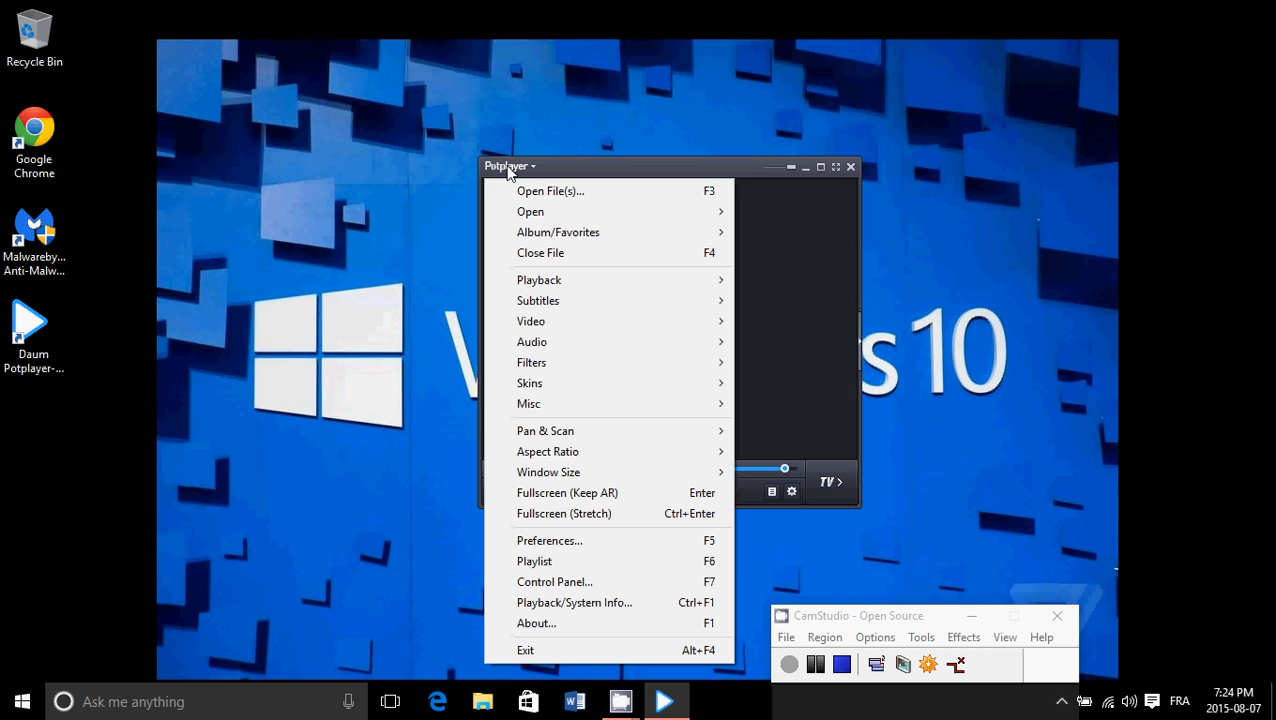 Recycle Bin
Google
Chrome
Malwareby...
Anti-Malw...
Daum
Potplayer-...
Potplayer
Open File(s)... F3
Open
Album/Favorites
Close File F4
Playback
Subtitles
Video
Audio
Filters
Skins
Misc
Pan & Scan
Aspect Ratio
Window Size
Fullscreen (Keep AR) Enter
Fullscreen (Stretch) Ctrl+Enter
Preferences... F5
Playlist F6
Control Panel... F7
Playback/System Info... Ctrl+F1
About... F1
Exit Alt+F4
TV
s10
CamStudio - Open Source
File Region Options Tools Effects View Help
Ask me anything
FRA
7:24 PM
2015-08-07